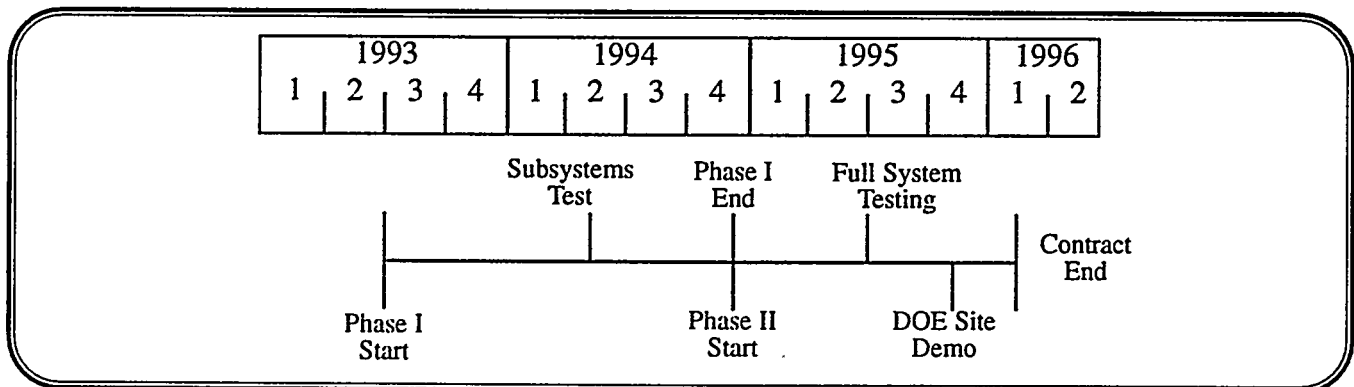 1993 1994 1995 1996
1 2 3 4 1 2 3 4 1 2 3 4 1 2
Subsystems Test
Phase I End
Full System Testing
Contract End
Phase I Start
Phase II Start
DOE Site Demo